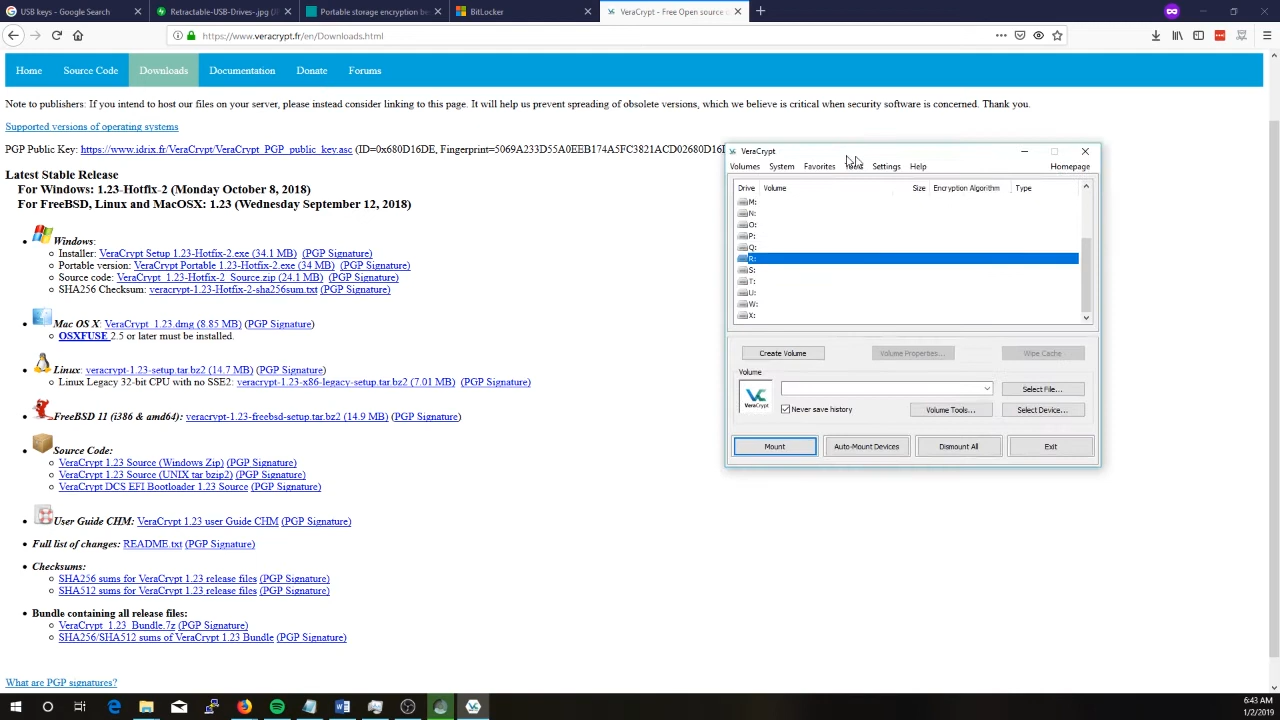 USB keys - Google Search
Retractable-USB-Drives-.jpg (J
Portable storage encryption be
BitLocker
VeraCrypt - Free Open source d
https://www.veracrypt.fr/en/Downloads.html
Home Source Code Downloads Documentation Donate Forums
Note to publishers: If you intend to host our files on your server, please instead consider linking to this page. It will help us prevent spreading of obsolete versions, which we believe is critical when security software is concerned. Thank you.
Supported versions of operating systems
PGP Public Key: https://www.idrix.fr/VeraCrypt/VeraCrypt_PGP_public_key.asc (ID=0x680D16DE, Fingerprint=5069A233D55A0EEB174A5FC3821ACD02680D16D
Latest Stable Release
For Windows: 1.23-Hotfix-2 (Monday October 8, 2018)
For FreeBSD, Linux and MacOSX: 1.23 (Wednesday September 12, 2018)
Windows:
Installer: VeraCrypt Setup 1.23-Hotfix-2.exe (34.1 MB) (PGP Signature)
Portable version: VeraCrypt Portable 1.23-Hotfix-2.exe (34 MB) (PGP Signature)
Source code: VeraCrypt_1.23-Hotfix-2_Source.zip (24.1 MB) (PGP Signature)
SHA256 Checksum: veracrypt-1.23-Hotfix-2-sha256sum.txt (PGP Signature)
Mac OS X: VeraCrypt_1.23.dmg (8.85 MB) (PGP Signature)
OSXFUSE 2.5 or later must be installed.
Linux: veracrypt-1.23-setup.tar.bz2 (14.7 MB) (PGP Signature)
Linux Legacy 32-bit CPU with no SSE2: veracrypt-1.23-x86-legacy-setup.tar.bz2 (7.01 MB) (PGP Signature)
FreeBSD 11 (i386 & amd64): veracrypt-1.23-freebsd-setup.tar.bz2 (14.9 MB) (PGP Signature)
Source Code:
VeraCrypt 1.23 Source (Windows Zip) (PGP Signature)
VeraCrypt 1.23 Source (UNIX tar bzip2) (PGP Signature)
VeraCrypt DCS EFI Bootloader 1.23 Source (PGP Signature)
User Guide CHM: VeraCrypt 1.23 user Guide CHM (PGP Signature)
Full list of changes: README.txt (PGP Signature)
Checksums:
SHA256 sums for VeraCrypt 1.23 release files (PGP Signature)
SHA512 sums for VeraCrypt 1.23 release files (PGP Signature)
Bundle containing all release files:
VeraCrypt_1.23_Bundle.7z (PGP Signature)
SHA256/SHA512 sums of VeraCrypt 1.23 Bundle (PGP Signature)
What are PGP signatures?
VeraCrypt
Volumes System Favorites Settings Help Homepage
Drive Volume Size Encryption Algorithm Type
M:
N:
O:
P:
Q:
R:
S:
T:
U:
W:
X:
Create Volume Volume Properties... Wipe Cache
Volume
VeraCrypt
Select File...
Never save history Volume Tools... Select Device...
Mount Auto-Mount Devices Dismount All Exit
6:43 AM
1/2/2019